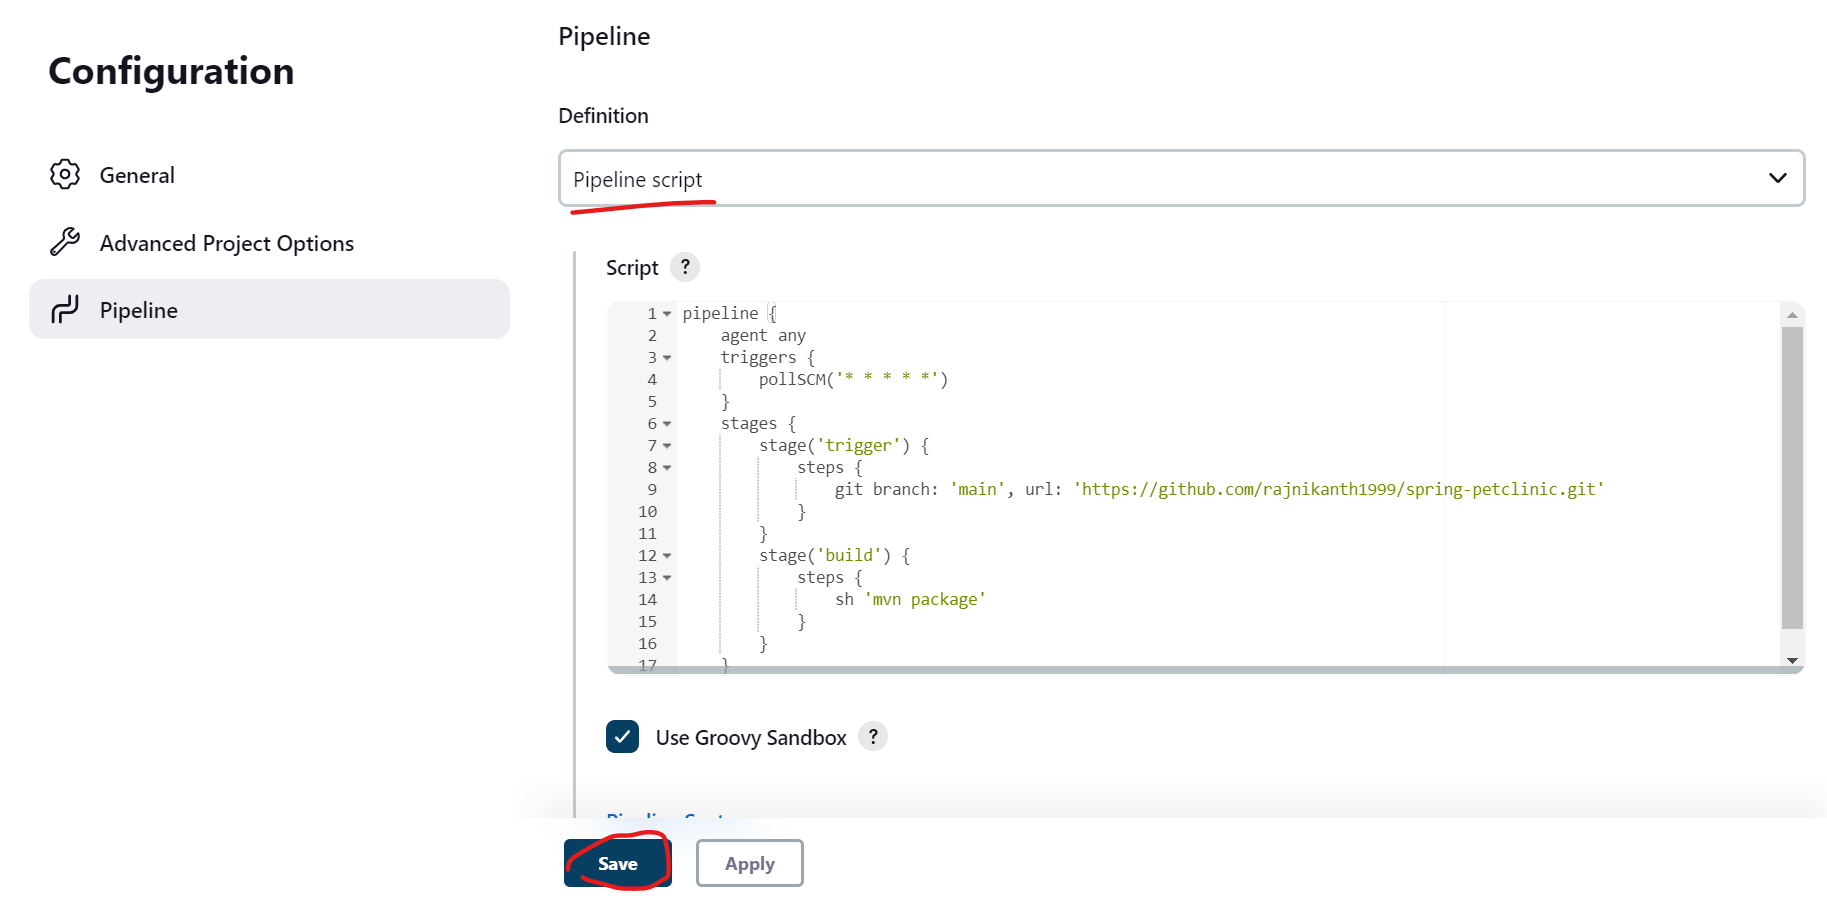 Configuration
General
Advanced Project Options
Pipeline
Pipeline
Definition
Pipeline script
Script ?
1 pipeline {
2     agent any
3     triggers {
4         pollSCM('* * * * *')
5     }
6     stages {
7         stage('trigger') {
8             steps {
9                 git branch: 'main', url: 'https://github.com/rajnikanth1999/spring-petclinic.git'
10             }
11         }
12         stage('build') {
13             steps {
14                 sh 'mvn package'
15             }
16         }
17     }
Use Groovy Sandbox ?
Pipeline
Save
Apply